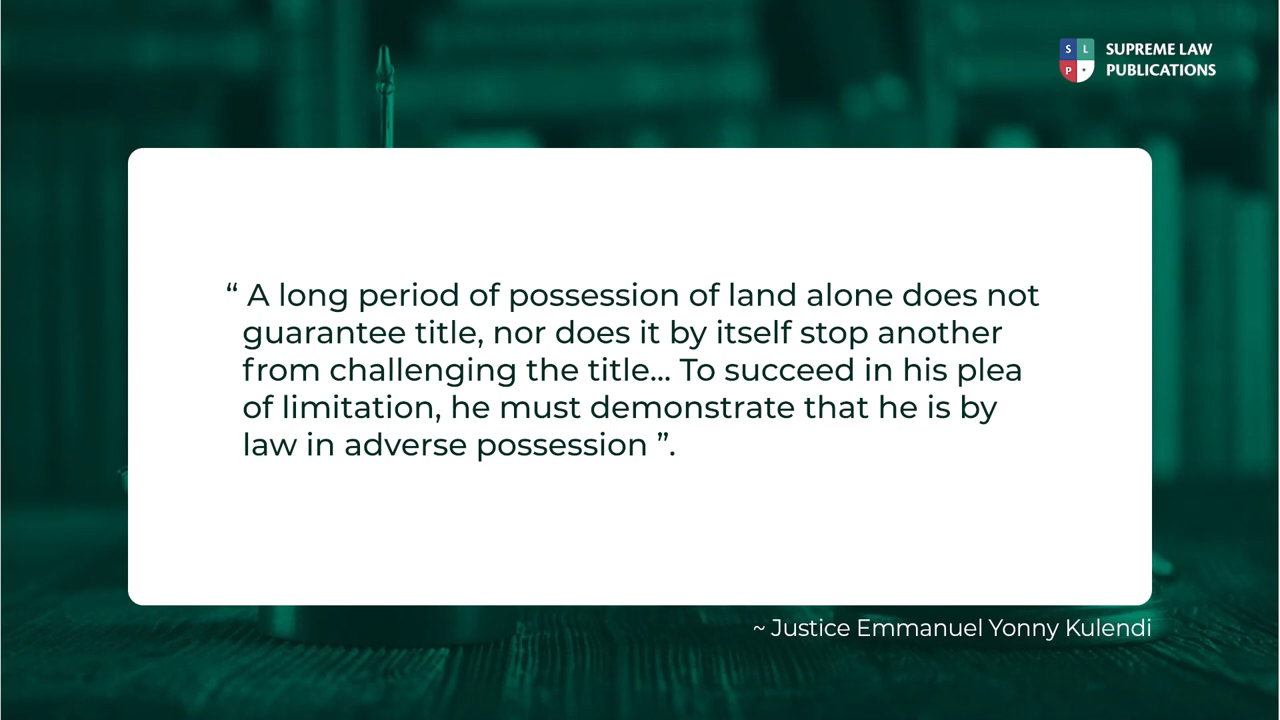 S L
P •
SUPREME LAW
PUBLICATIONS
“ A long period of possession of land alone does not
guarantee title, nor does it by itself stop another
from challenging the title... To succeed in his plea
of limitation, he must demonstrate that he is by
law in adverse possession ”.
~ Justice Emmanuel Yonny Kulendi